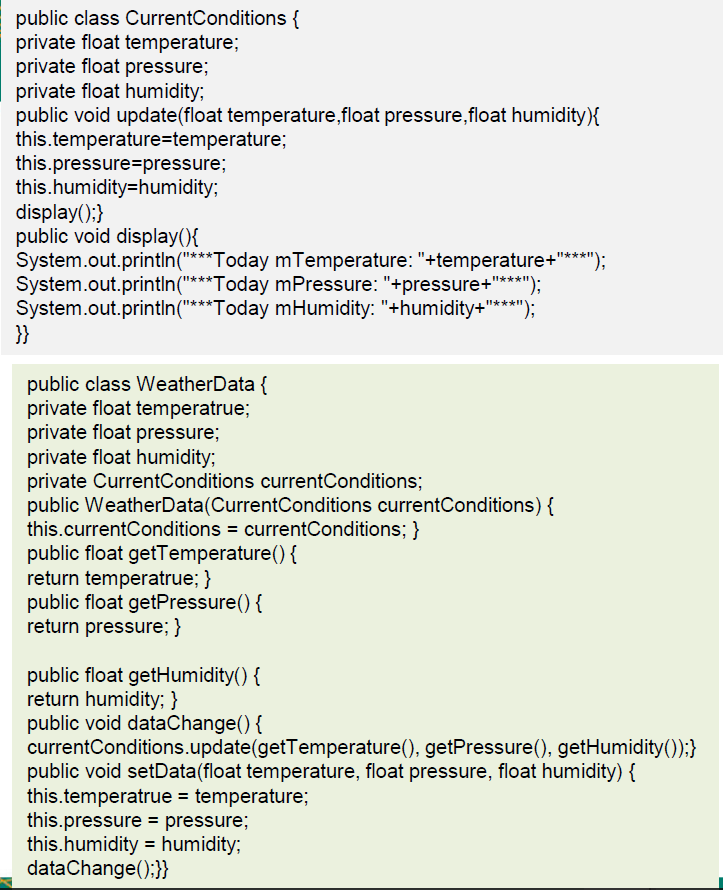 public class CurrentConditions {
private float temperature;
private float pressure;
private float humidity;
public void update(float temperature,float pressure,float humidity){
this.temperature=temperature;
this.pressure=pressure;
this.humidity=humidity;
display();}
public void display(){
System.out.println("***Today mTemperature: "+temperature+"***");
System.out.println("***Today mPressure: "+pressure+"***");
System.out.println("***Today mHumidity: "+humidity+"***");
}}
public class WeatherData {
private float temperatrue;
private float pressure;
private float humidity;
private CurrentConditions currentConditions;
public WeatherData(CurrentConditions currentConditions) {
this.currentConditions = currentConditions; }
public float getTemperature() {
return temperatrue; }
public float getPressure() {
return pressure; }
public float getHumidity() {
return humidity; }
public void dataChange() {
currentConditions.update(getTemperature(), getPressure(), getHumidity());}
public void setData(float temperature, float pressure, float humidity) {
this.temperatrue = temperature;
this.pressure = pressure;
this.humidity = humidity;
dataChange();}}